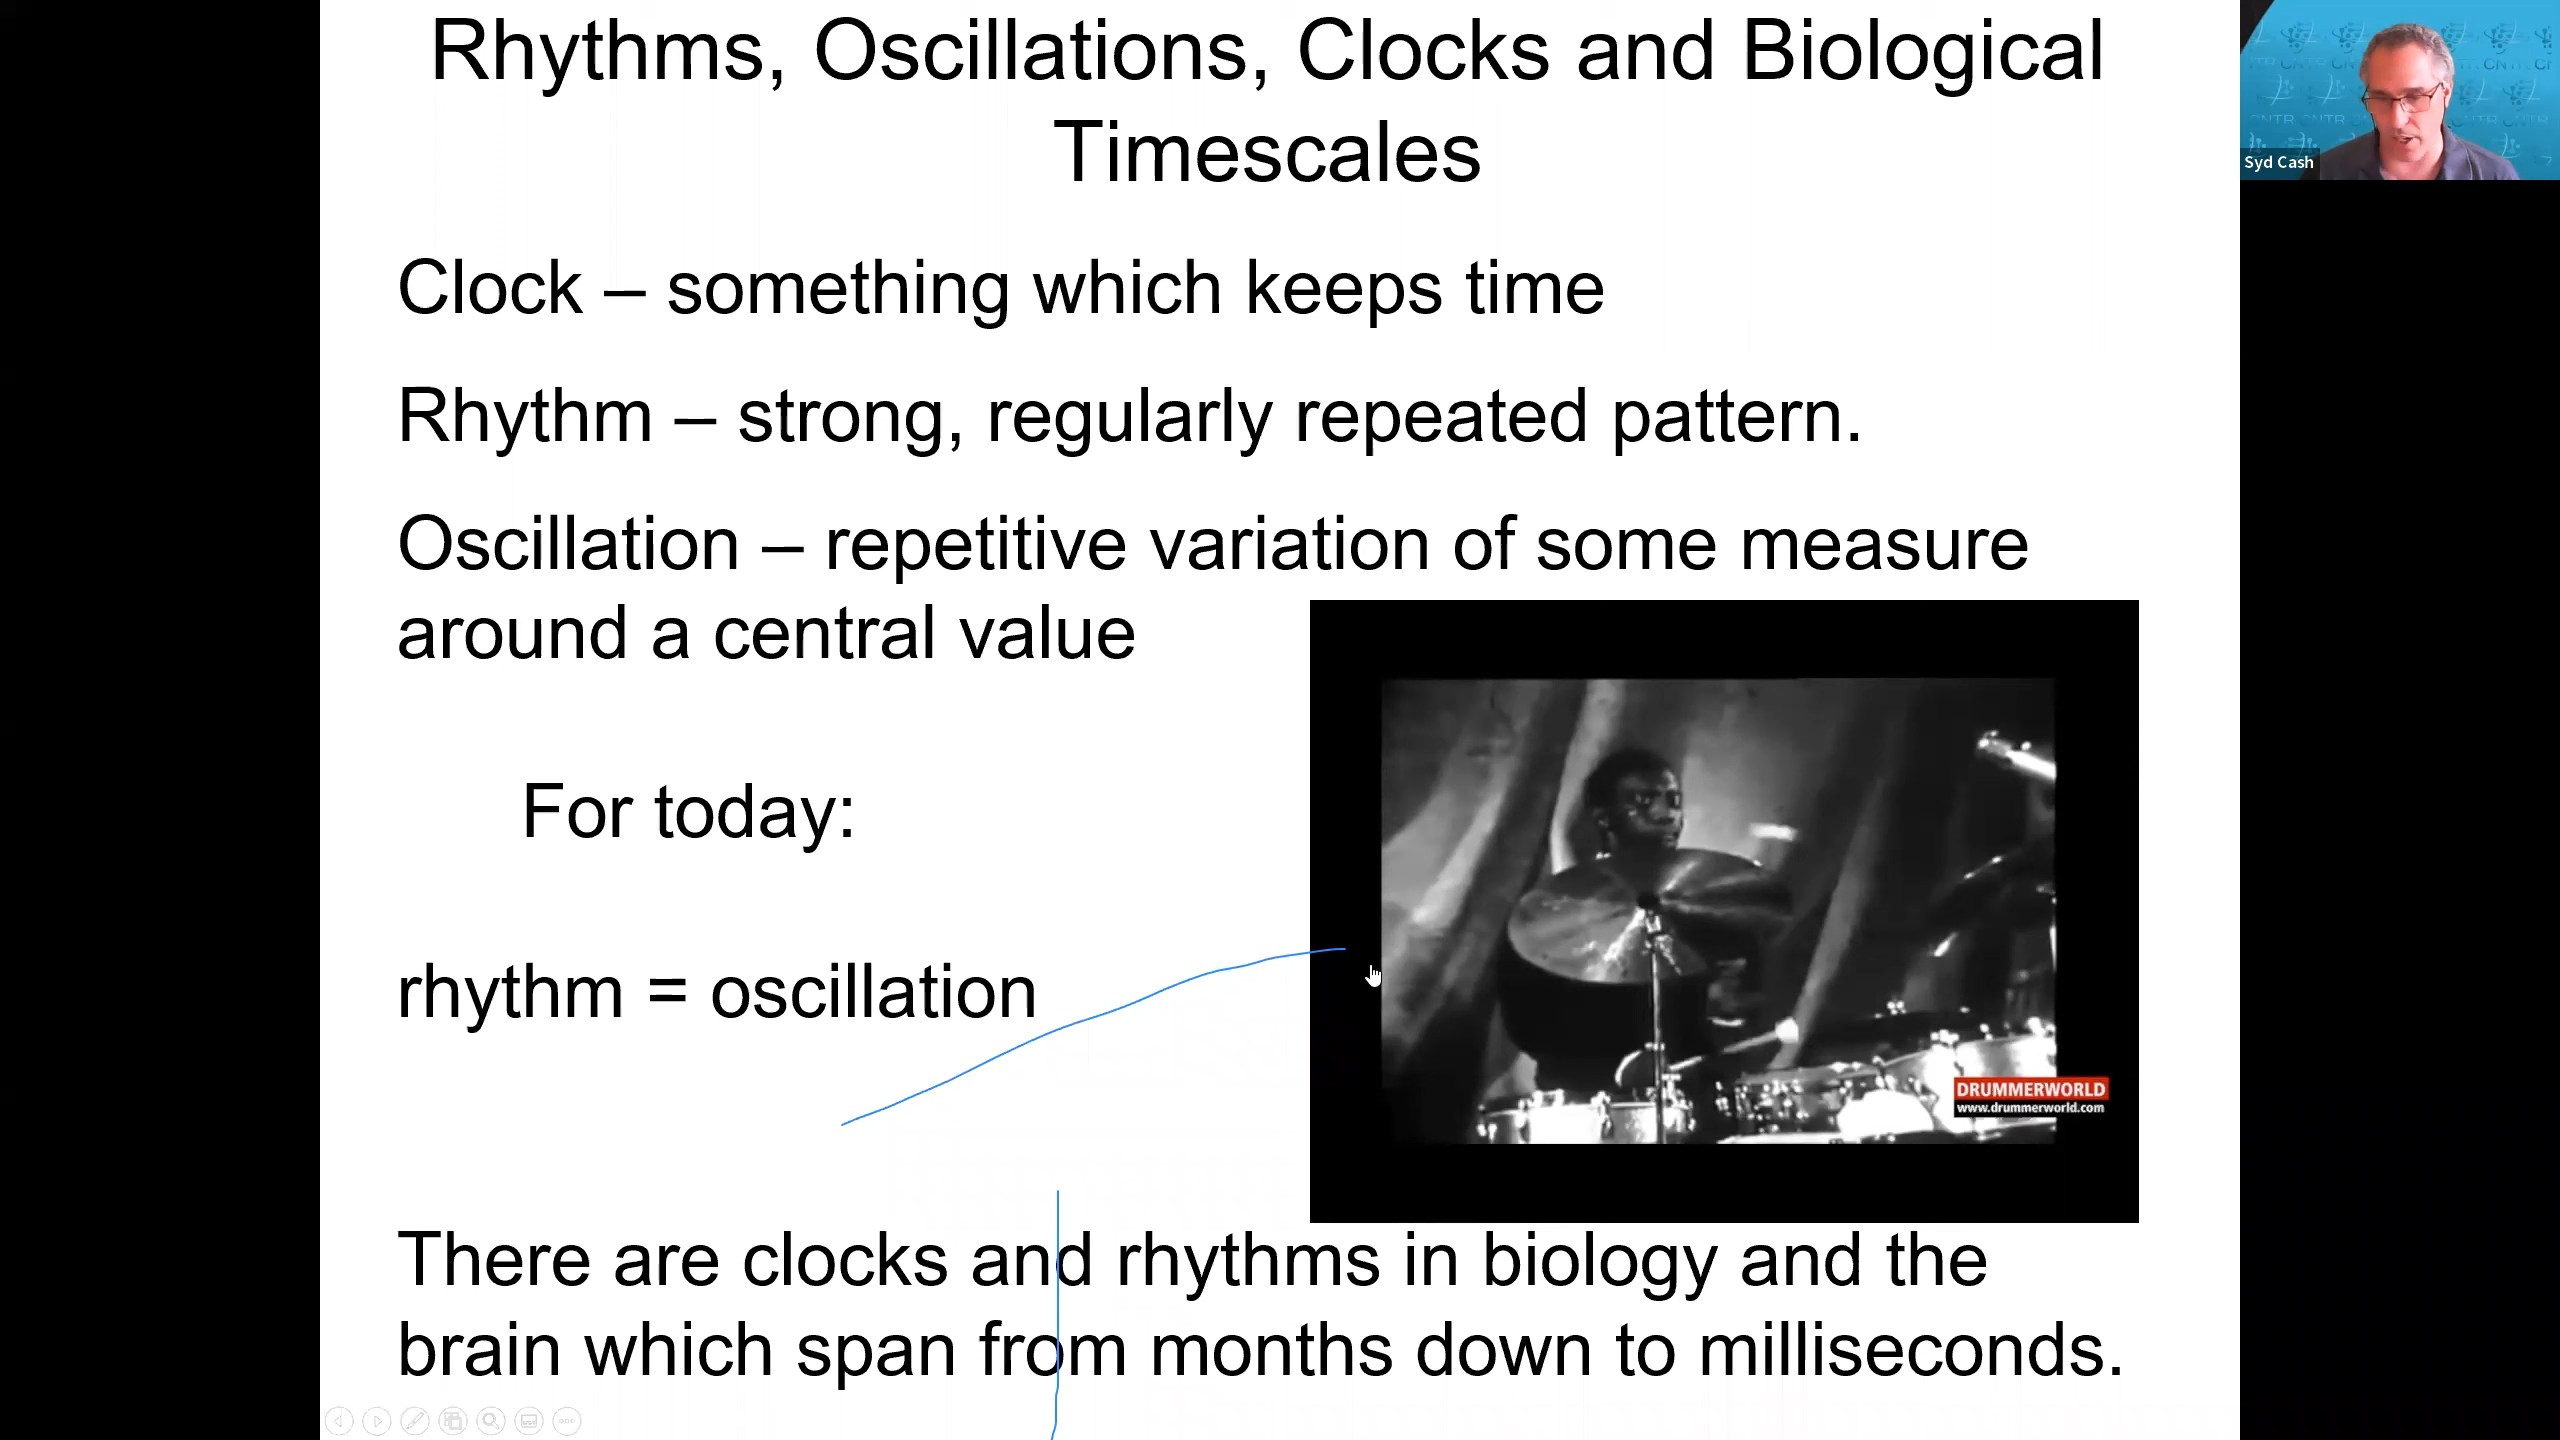 Rhythms, Oscillations, Clocks and Biological
Timescales
Syd Cash
Clock – something which keeps time
Rhythm – strong, regularly repeated pattern.
Oscillation – repetitive variation of some measure
around a central value
For today:
rhythm = oscillation
DRUMMERWORLD
www.drummerworld.com
There are clocks and rhythms in biology and the
brain which span from months down to milliseconds.